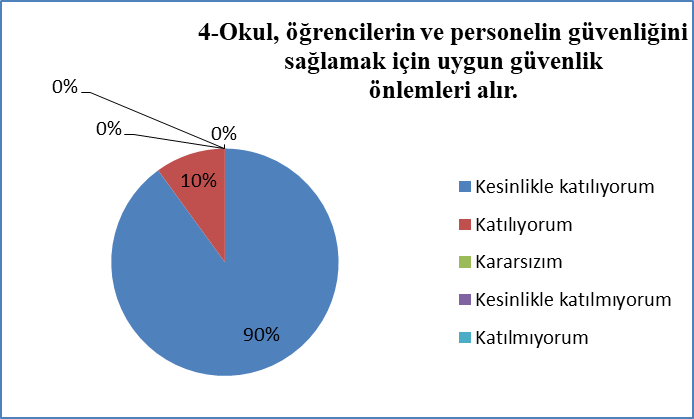 4-Okul, öğrencilerin ve personelin güvenliğini
sağlamak için uygun güvenlik
önlemleri alır.
0%
0%
0%
10%
90%
Kesinlikle katılıyorum
Katılıyorum
Kararsızım
Kesinlikle katılmıyorum
Katılmıyorum